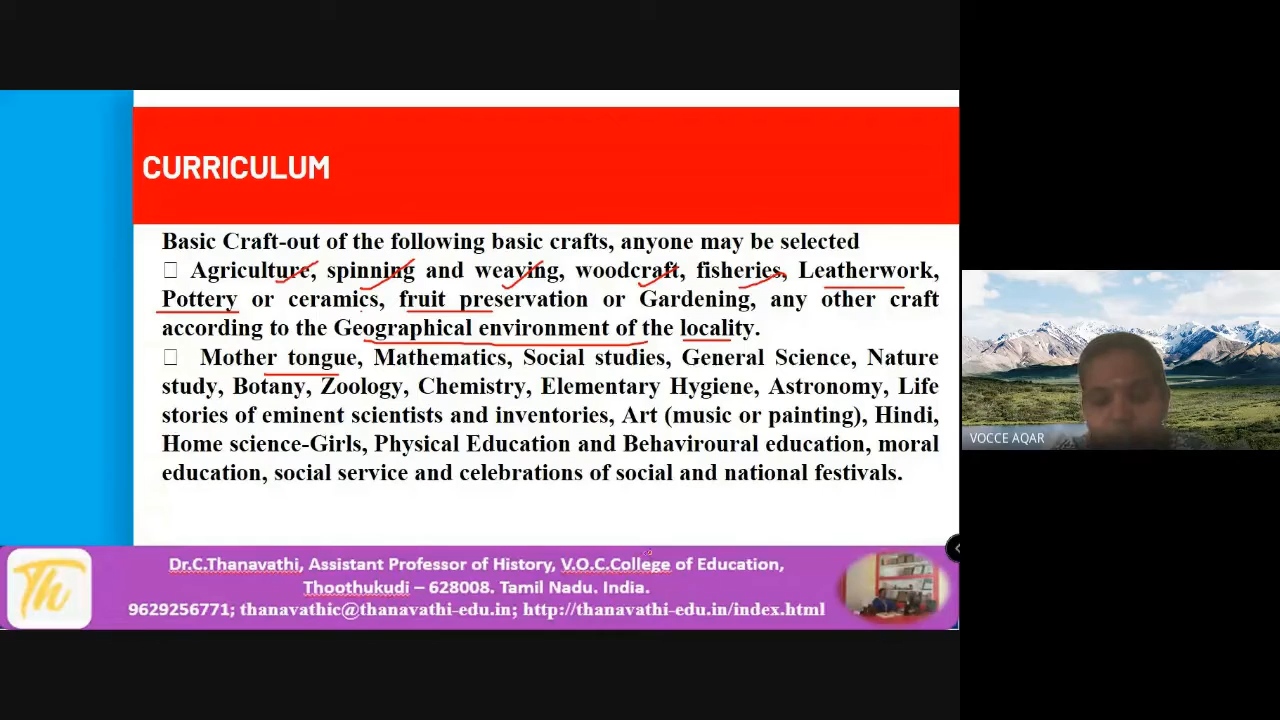 CURRICULUM
Basic Craft-out of the following basic crafts, anyone may be selected
Agriculture, spinning and weaving, woodcraft, fisheries, Leatherwork,
Pottery or ceramics, fruit preservation or Gardening, any other craft
according to the Geographical environment of the locality.
Mother tongue, Mathematics, Social studies, General Science, Nature
study, Botany, Zoology, Chemistry, Elementary Hygiene, Astronomy, Life
stories of eminent scientists and inventories, Art (music or painting), Hindi,
Home science-Girls, Physical Education and Behaviroural education, moral
education, social service and celebrations of social and national festivals.
VOCCE AQAR
Th
Dr.C.Thanavathi, Assistant Professor of History, V.O.C.College of Education,
Thoothukudi – 628008. Tamil Nadu. India.
9629256771; thanavathic@thanavathi-edu.in; http://thanavathi-edu.in/index.html